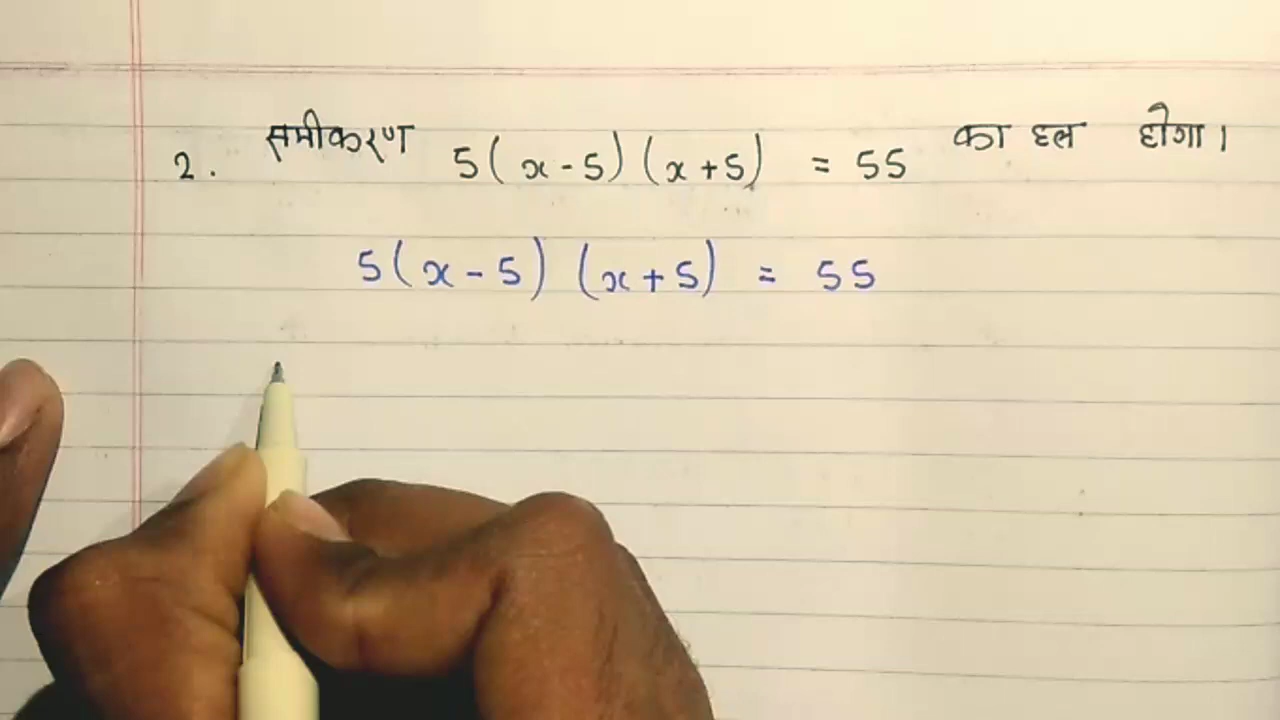 2. समीकरण 5(x-5)(x+5) = 55 का हल होगा।
5(x-5) (x+5) = 55